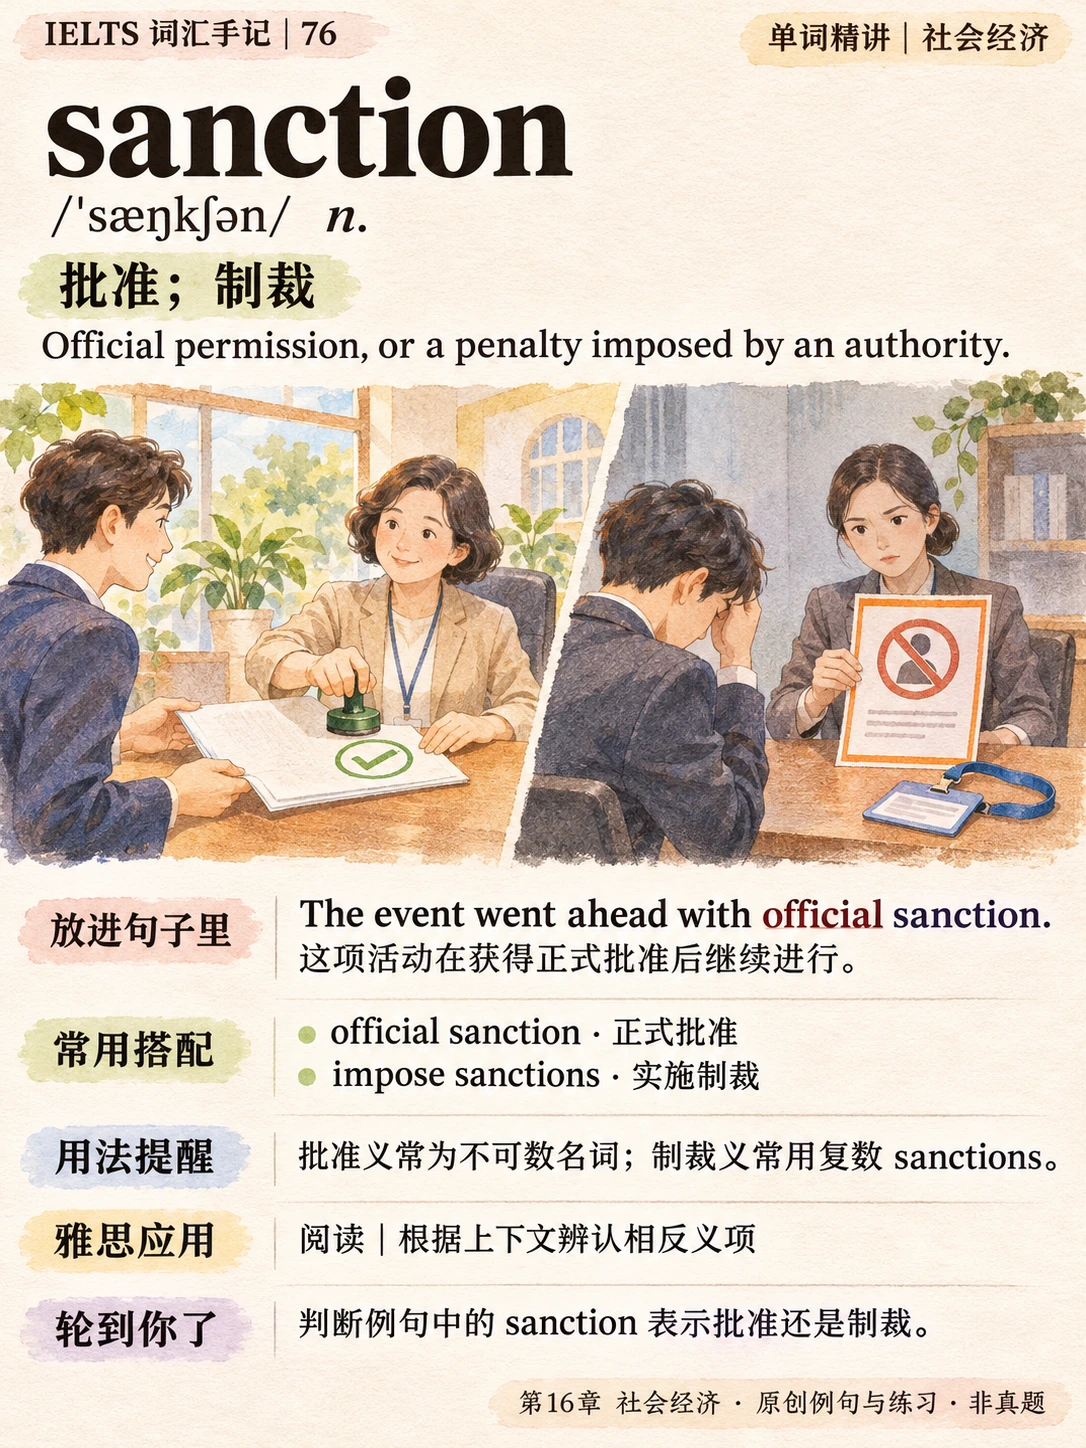 IELTS 词汇手记｜76
单词精讲｜社会经济
sanction
/ˈsæŋkʃən/ n.
批准；制裁
Official permission, or a penalty imposed by an authority.
放进句子里
The event went ahead with official sanction.
这项活动在获得正式批准后继续进行。
常用搭配
official sanction · 正式批准
impose sanctions · 实施制裁
用法提醒
批准义常为不可数名词；制裁义常用复数 sanctions。
雅思应用
阅读｜根据上下文辨认相反义项
轮到你了
判断例句中的 sanction 表示批准还是制裁。
第16章 社会经济 · 原创例句与练习 · 非真题